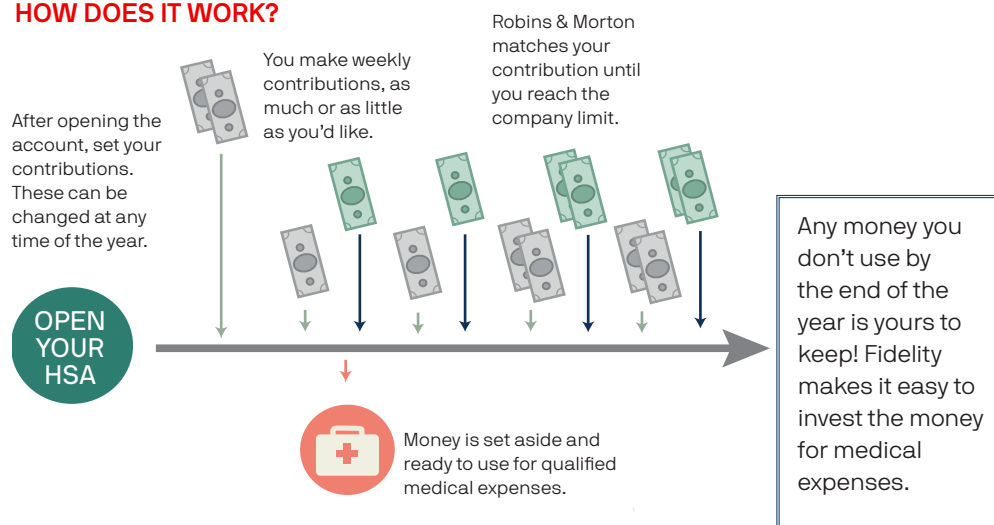 HOW DOES IT WORK?
After opening the
account, set your
contributions.
These can be
changed at any
time of the year.
You make weekly
contributions, as
much or as little
as you’d like.
Robins & Morton
matches your
contribution until
you reach the
company limit.
OPEN
YOUR
HSA
Money is set aside and
ready to use for qualified
medical expenses.
Any money you
don’t use by
the end of the
year is yours to
keep! Fidelity
makes it easy to
invest the money
for medical
expenses.